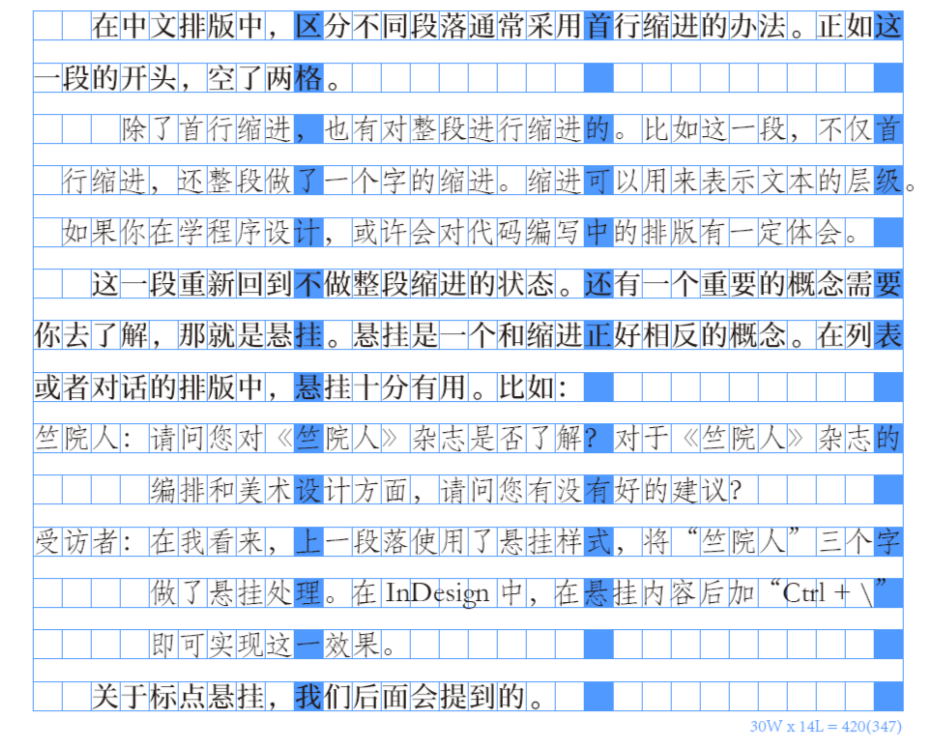 在中文排版中，区分不同段落通常采用首行缩进的办法。正如这
一段的开头，空了两格。
除了首行缩进，也有对整段进行缩进的。比如这一段，不仅首
行缩进，还整段做了一个字的缩进。缩进可以用来表示文本的层级。
如果你在学程序设计，或许会对代码编写中的排版有一定体会。
这一段重新回到不做整段缩进的状态。还有一个重要的概念需要
你去了解，那就是悬挂。悬挂是一个和缩进正好相反的概念。在列表
或者对话的排版中，悬挂十分有用。比如：
竺院人：请问您对《竺院人》杂志是否了解？对于《竺院人》杂志的
编排和美术设计方面，请问您有没有好的建议？
受访者：在我看来，上一段落使用了悬挂样式，将“竺院人”三个字
做了悬挂处理。在 InDesign 中，在悬挂内容后加“Ctrl + \”
即可实现这一效果。
关于标点悬挂，我们后面会提到的。
30W x 14L = 420(347)